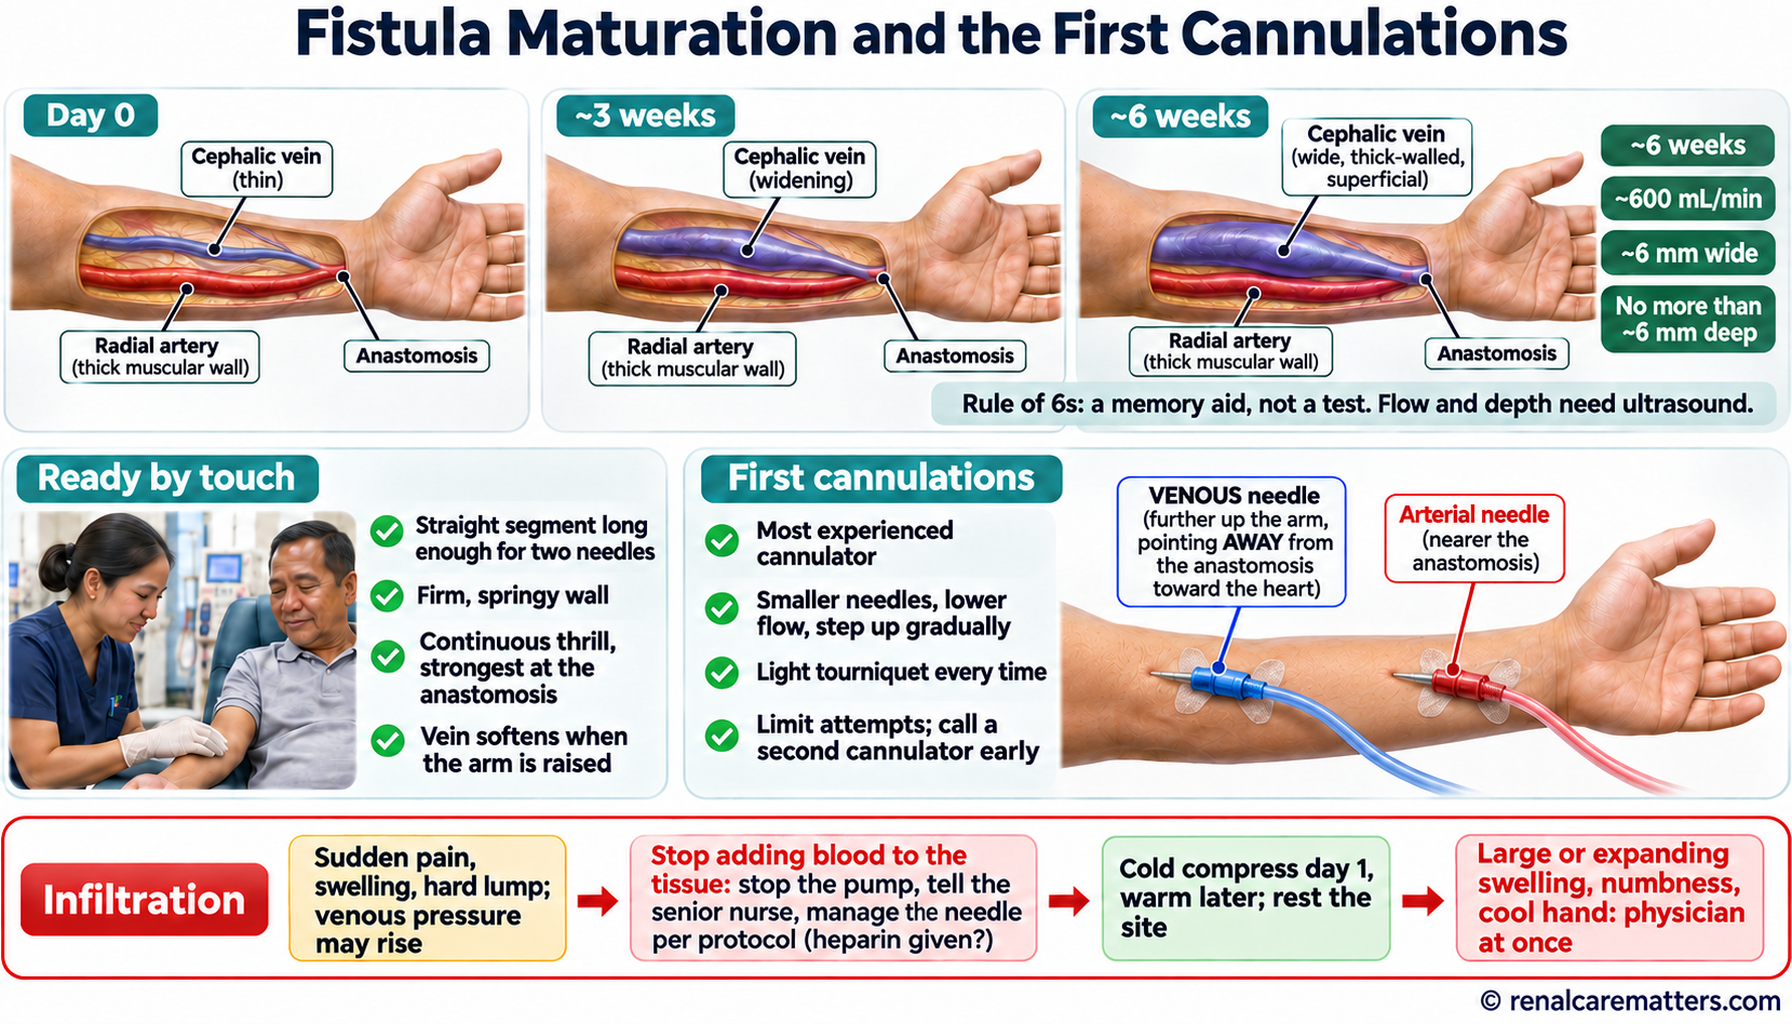 Fistula Maturation and the First Cannulations
Day 0
Cephalic vein
(thin)
Radial artery
(thick muscular wall)
Anastomosis
~3 weeks
Cephalic vein
(widening)
Radial artery
(thick muscular wall)
Anastomosis
~6 weeks
Cephalic vein
(wide, thick-walled,
superficial)
Radial artery
(thick muscular wall)
Anastomosis
~6 weeks
~600 mL/min
~6 mm wide
No more than
~6 mm deep
Rule of 6s: a memory aid, not a test. Flow and depth need ultrasound.
Ready by touch
Straight segment long
enough for two needles
Firm, springy wall
Continuous thrill,
strongest at the
anastomosis
Vein softens when
the arm is raised
First cannulations
Most experienced
cannulator
Smaller needles, lower
flow, step up gradually
Light tourniquet every time
Limit attempts; call a
second cannulator early
VENOUS needle
(further up the arm,
pointing AWAY from
the anastomosis
toward the heart)
Arterial needle
(nearer the
anastomosis)
Infiltration
Sudden pain,
swelling, hard lump;
venous pressure
may rise
Stop adding blood to the
tissue: stop the pump, tell the
senior nurse, manage the needle
per protocol (heparin given?)
Cold compress day 1,
warm later; rest the
site
Large or expanding
swelling, numbness,
cool hand: physician
at once
© renalcarematters.com